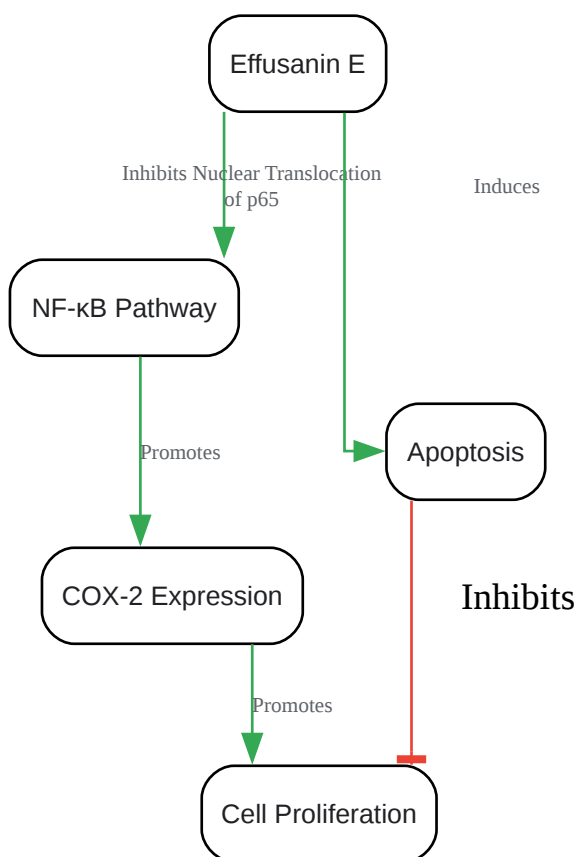 Effusanin E
Inhibits Nuclear Translocation
of p65
Induces
NF-κB Pathway
Promotes
Apoptosis
COX-2 Expression
Inhibits
Promotes
Cell Proliferation